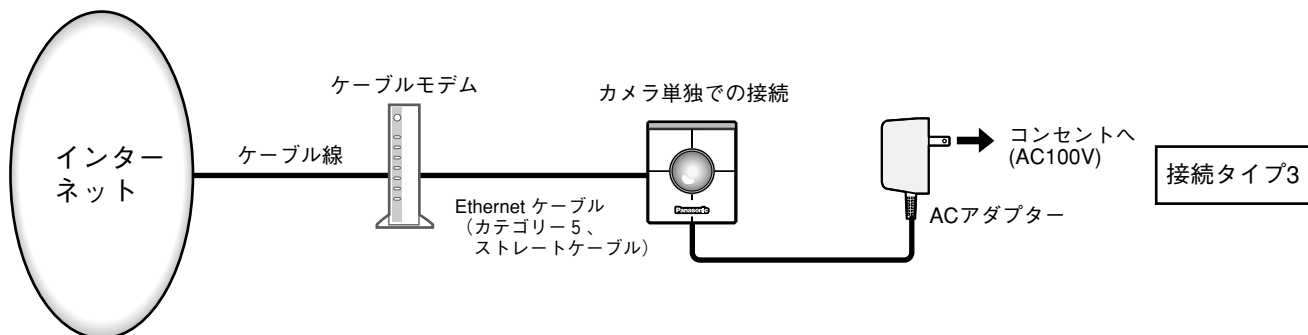 ケーブルモデム
カメラ単独での接続
インター
ネット
ケーブル線
Ethernet ケーブル
（カテゴリー5、
ストレートケーブル）
Panasonic
コンセントへ
(AC100V)
ACアダプター
接続タイプ3